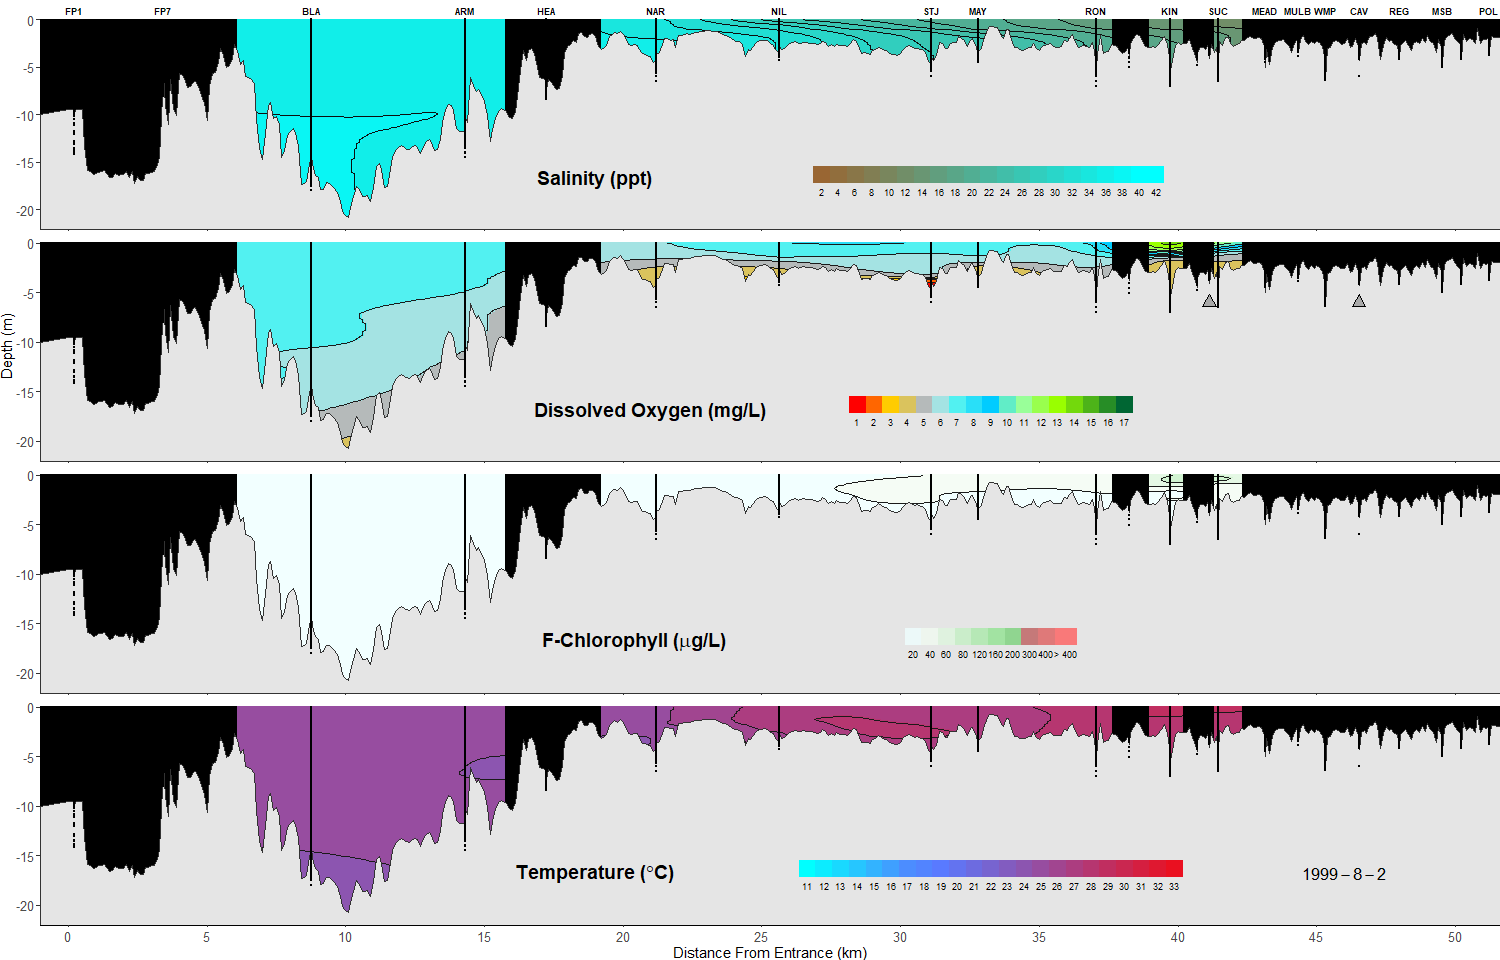 FP1 FP7 BLA ARM HEA NAR NIL STJ MAY RON KIN SUC MEAD MULB WMP CAV REG MSB POL
0
-5
-10
-15
-20
Salinity (ppt)
2 4 6 8 10 12 14 16 18 20 22 24 26 28 30 32 34 36 38 40 42
0
-5
-10
-15
-20
Dissolved Oxygen (mg/L)
1 2 3 4 5 6 7 8 9 10 11 12 13 14 15 16 17
Depth (m)
0
-5
-10
-15
-20
F-Chlorophyll (μg/L)
20 40 60 80 120 160 200 300 400 > 400
0
-5
-10
-15
-20
Temperature (°C)
11 12 13 14 15 16 17 18 19 20 21 22 23 24 25 26 27 28 29 30 31 32 33
1999-8-2
0 5 10 15 20 25 30 35 40 45 50
Distance From Entrance (km)